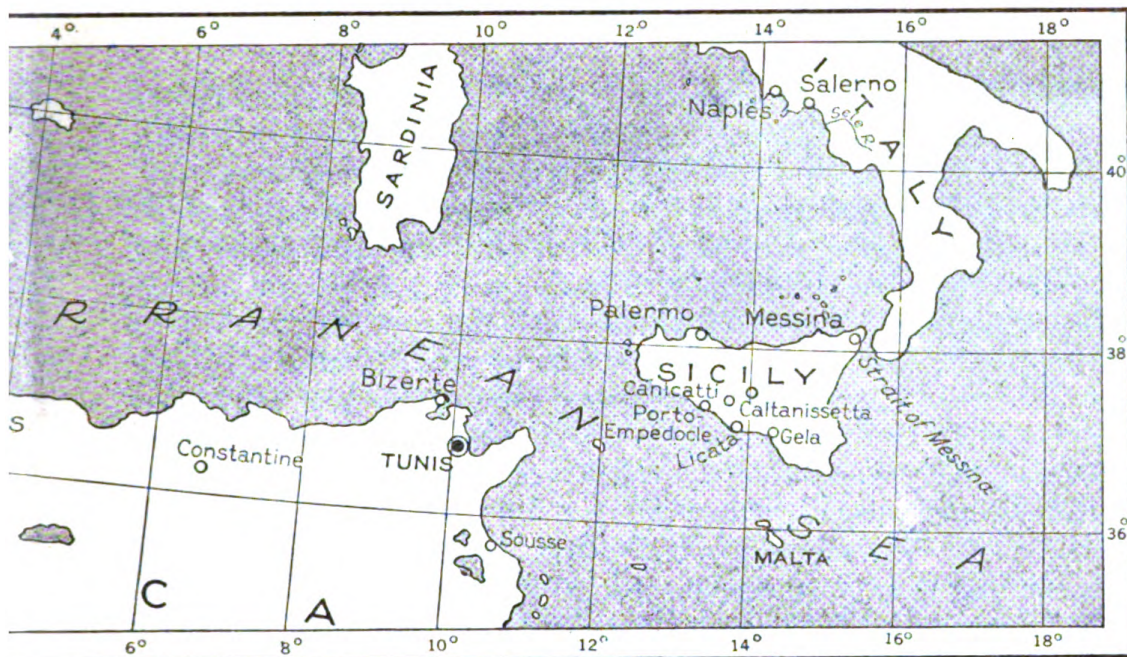 4° 6° 8° 10° 12° 14° 16° 18°
ITALY
Salerno
Naples
Sele R.
SARDINIA
40°
RRANEAN SEA
Palermo
Messina
38°
SICILY
Bizerte
Canicatti
Caltanissetta
Porto-
Empedocle
Licata
Gela
Strait of Messina
S
Constantine
TUNIS
36°
Sousse
MALTA
CA
6° 8° 10° 12° 14° 16° 18°